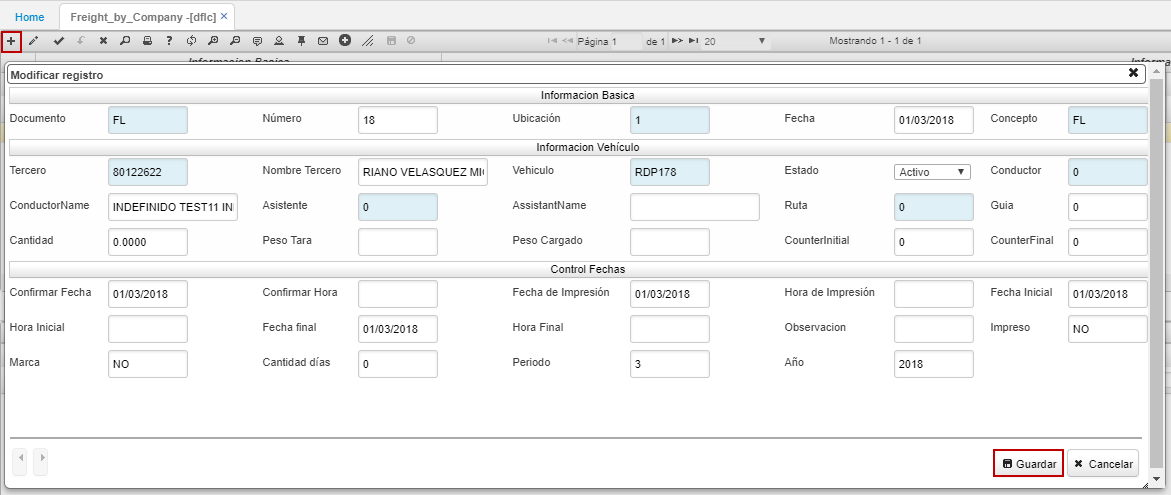 Home Freight_by_Company -[dflc] ×
Página 1 de 1 20 Mostrando 1 - 1 de 1
Informacion Basica
Modificar registro
Informacion Basica
Documento FL Número 18 Ubicación 1 Fecha 01/03/2018 Concepto FL
Informacion Vehículo
Tercero 80122622 Nombre Tercero RIANO VELASQUEZ MI Vehiculo RDP178 Estado Activo Conductor 0
ConductorName INDEFINIDO TEST11 IN Asistente 0 AssistantName Ruta 0 Guia 0
Cantidad 0.0000 Peso Tara Peso Cargado CounterInitial 0 CounterFinal 0
Control Fechas
Confirmar Fecha 01/03/2018 Confirmar Hora Fecha de Impresión 01/03/2018 Hora de Impresión Fecha Inicial 01/03/2018
Hora Inicial Fecha final 01/03/2018 Hora Final Observacion Impreso NO
Marca NO Cantidad días 0 Periodo 3 Año 2018
Guardar Cancelar